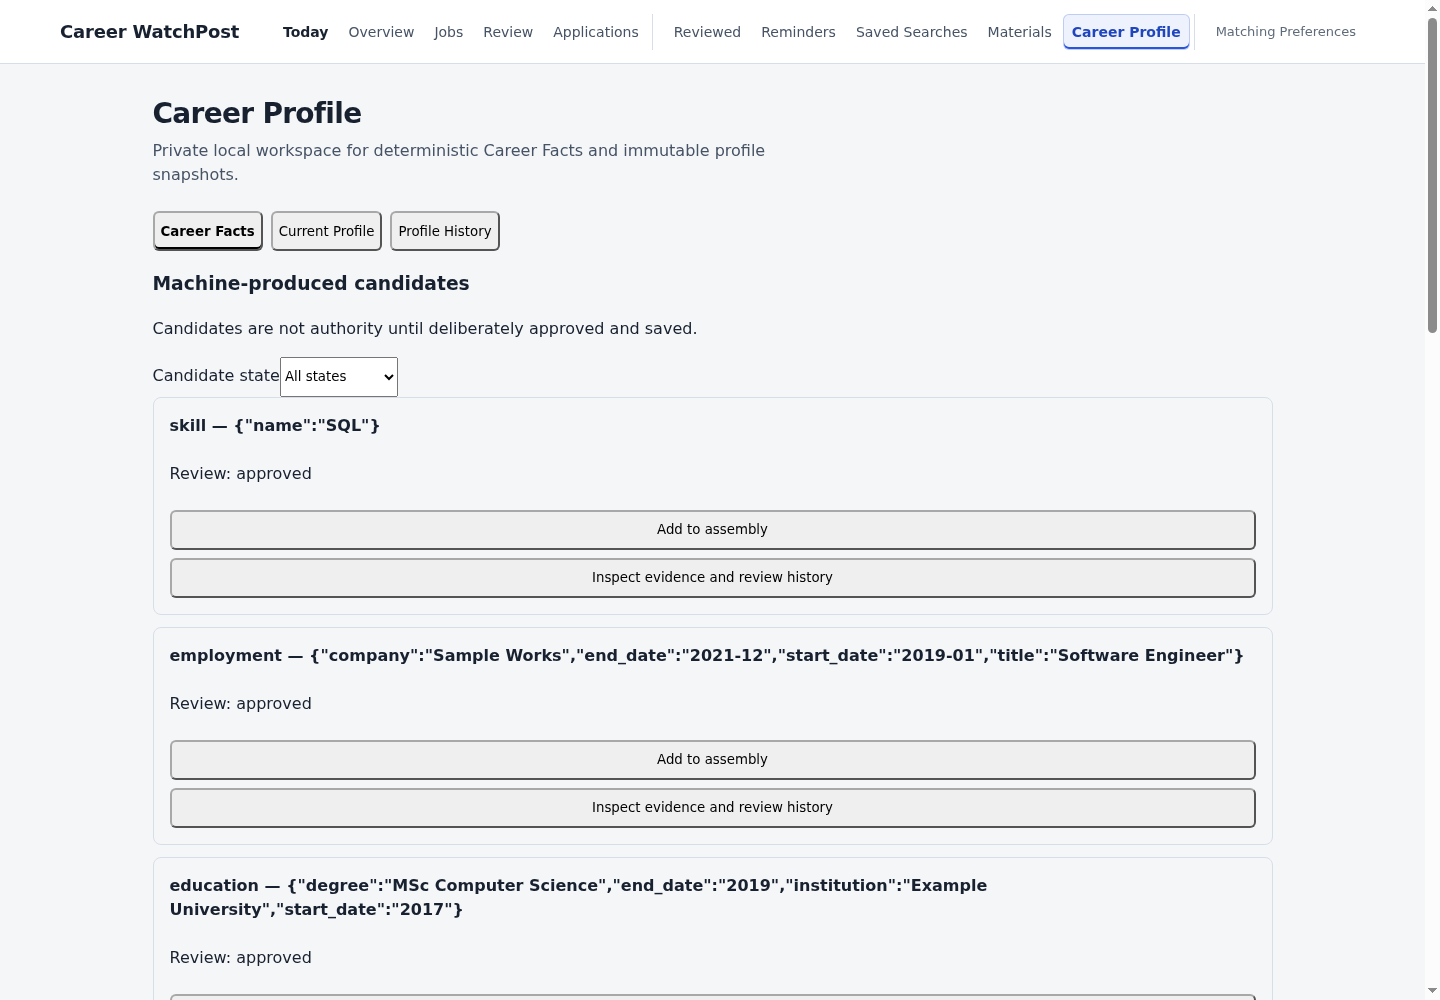 Career WatchPost
Today Overview Jobs Review Applications Reviewed Reminders Saved Searches Materials Career Profile Matching Preferences
Career Profile
Private local workspace for deterministic Career Facts and immutable profile
snapshots.
Career Facts Current Profile Profile History
Machine-produced candidates
Candidates are not authority until deliberately approved and saved.
Candidate state All states
skill — {"name":"SQL"}
Review: approved
Add to assembly
Inspect evidence and review history
employment — {"company":"Sample Works","end_date":"2021-12","start_date":"2019-01","title":"Software Engineer"}
Review: approved
Add to assembly
Inspect evidence and review history
education — {"degree":"MSc Computer Science","end_date":"2019","institution":"Example
University","start_date":"2017"}
Review: approved